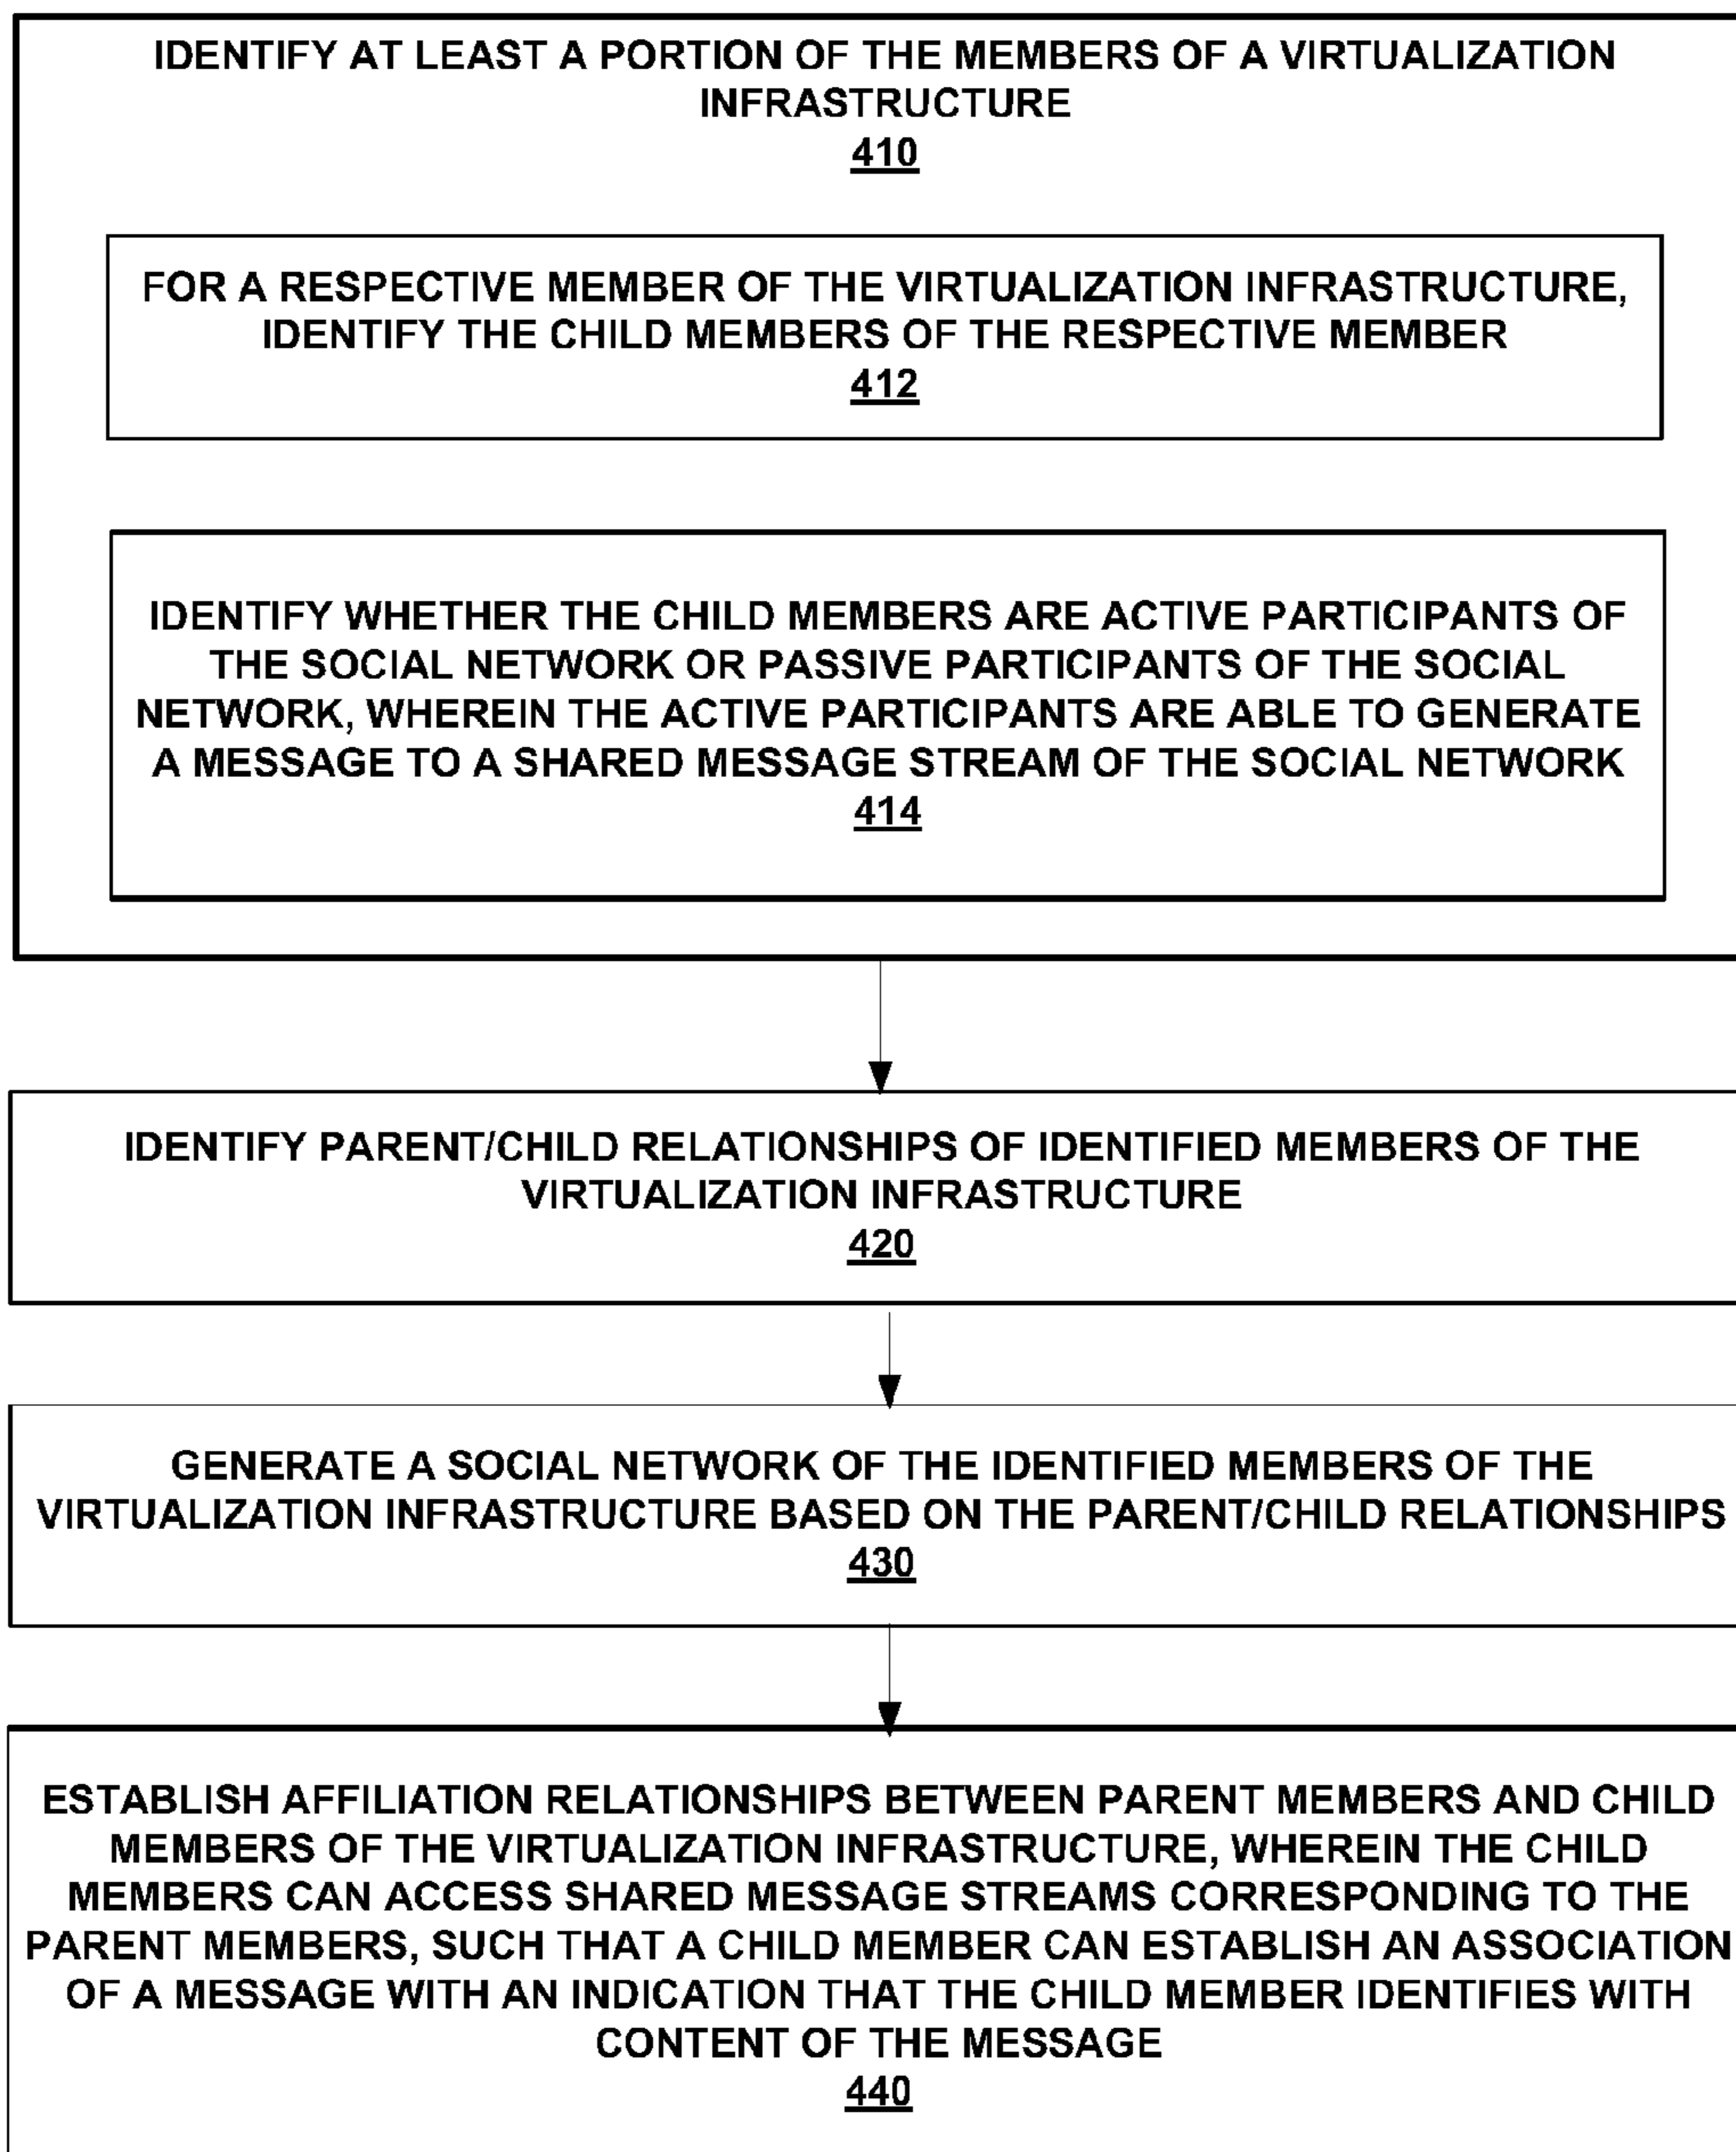 IDENTIFY AT LEAST A PORTION OF THE MEMBERS OF A VIRTUALIZATION
INFRASTRUCTURE
410
FOR A RESPECTIVE MEMBER OF THE VIRTUALIZATION INFRASTRUCTURE,
IDENTIFY THE CHILD MEMBERS OF THE RESPECTIVE MEMBER
412
IDENTIFY WHETHER THE CHILD MEMBERS ARE ACTIVE PARTICIPANTS OF
THE SOCIAL NETWORK OR PASSIVE PARTICIPANTS OF THE SOCIAL
NETWORK, WHEREIN THE ACTIVE PARTICIPANTS ARE ABLE TO GENERATE
A MESSAGE TO A SHARED MESSAGE STREAM OF THE SOCIAL NETWORK
414
IDENTIFY PARENT/CHILD RELATIONSHIPS OF IDENTIFIED MEMBERS OF THE
VIRTUALIZATION INFRASTRUCTURE
420
GENERATE A SOCIAL NETWORK OF THE IDENTIFIED MEMBERS OF THE
VIRTUALIZATION INFRASTRUCTURE BASED ON THE PARENT/CHILD RELATIONSHIPS
430
ESTABLISH AFFILIATION RELATIONSHIPS BETWEEN PARENT MEMBERS AND CHILD
MEMBERS OF THE VIRTUALIZATION INFRASTRUCTURE, WHEREIN THE CHILD
MEMBERS CAN ACCESS SHARED MESSAGE STREAMS CORRESPONDING TO THE
PARENT MEMBERS, SUCH THAT A CHILD MEMBER CAN ESTABLISH AN ASSOCIATION
OF A MESSAGE WITH AN INDICATION THAT THE CHILD MEMBER IDENTIFIES WITH
CONTENT OF THE MESSAGE
440